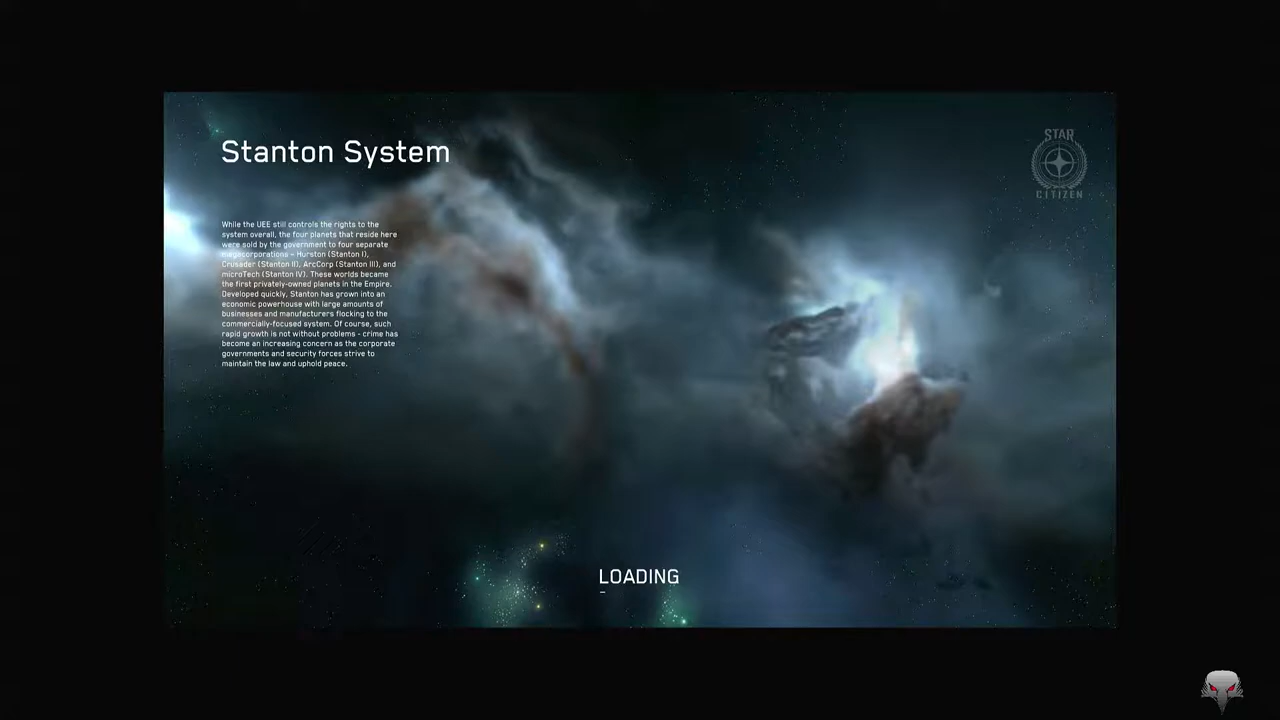 Stanton System
STAR
CITIZEN
While the UEE still controls the rights to the
system overall, the four planets that reside here
were sold by the government to four separate
megacorporations - Hurston (Stanton I),
Crusader (Stanton II), ArcCorp (Stanton III), and
microTech (Stanton IV). These worlds became
the first privately-owned planets in the Empire.
Developed quickly, Stanton has grown into an
economic powerhouse with large amounts of
businesses and manufacturers flocking to the
commercially-focused system. Of course, such
rapid growth is not without problems - crime has
become an increasing concern as the corporate
governments and security forces strive to
maintain the law and uphold peace.
LOADING